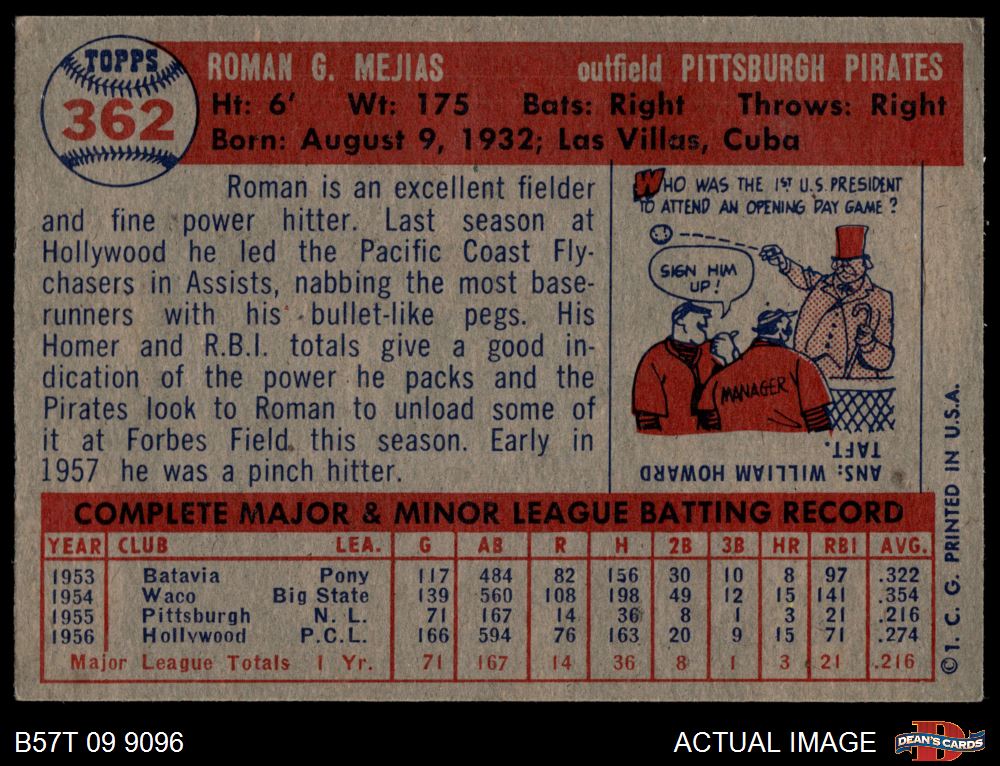 TOPPS
362
ROMAN G. MEJIAS outfield PITTSBURGH PIRATES
Ht: 6' Wt: 175 Bats: Right Throws: Right
Born: August 9, 1932; Las Villas, Cuba
Roman is an excellent fielder
and fine power hitter. Last season at
Hollywood he led the Pacific Coast Fly-
chasers in Assists, nabbing the most base-
runners with his bullet-like pegs. His
Homer and R.B.I. totals give a good in-
dication of the power he packs and the
Pirates look to Roman to unload some of
it at Forbes Field this season. Early in
1957 he was a pinch hitter.
WHO WAS THE 1ST U.S. PRESIDENT
TO ATTEND AN OPENING DAY GAME?
SIGN HIM
UP!
MANAGER
ANS: WILLIAM HOWARD
TAFT.
COMPLETE MAJOR & MINOR LEAGUE BATTING RECORD
YEAR CLUB LEA. G AB R H 2B 3B HR RBI AVG.
1953 Batavia Pony 117 484 82 156 30 10 8 97 .322
1954 Waco Big State 139 560 108 198 49 12 15 141 .354
1955 Pittsburgh N. L. 71 167 14 36 8 1 3 21 .216
1956 Hollywood P.C.L. 166 594 76 163 20 9 15 71 .274
Major League Totals 1 Yr. 71 167 14 36 8 1 3 21 .216
© T. C. G. PRINTED IN U.S.A.
B57T 09 9096
ACTUAL IMAGE
DEAN'S CARDS